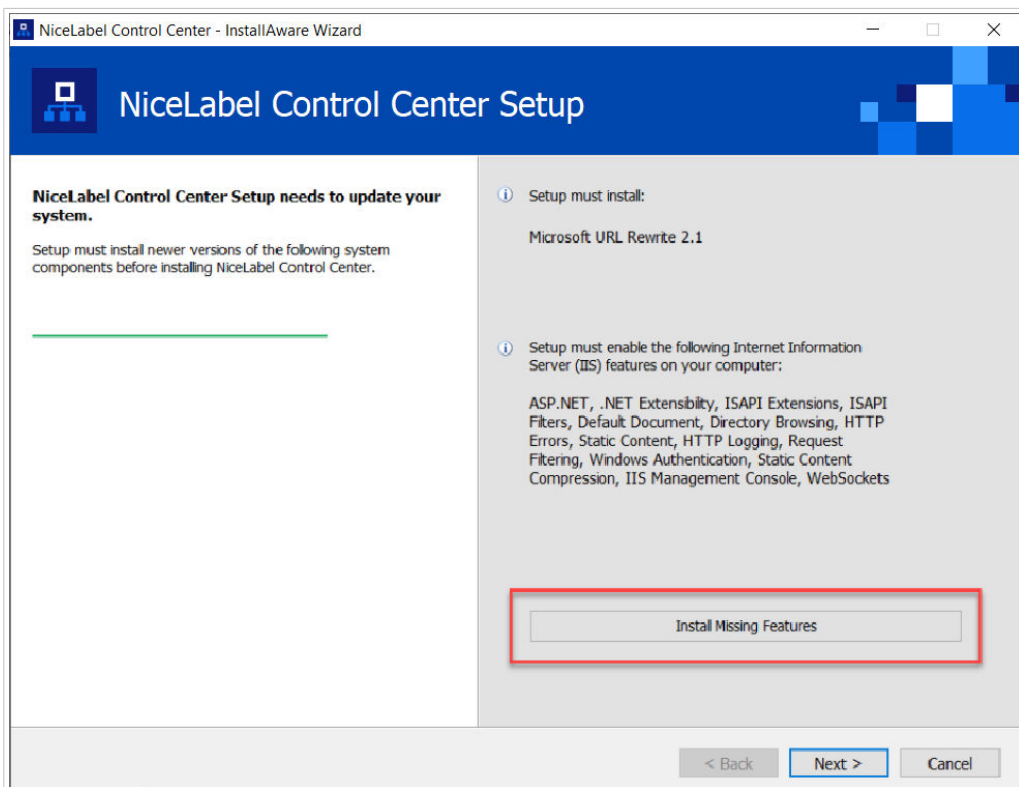 NiceLabel Control Center - InstallAware Wizard
NiceLabel Control Center Setup
NiceLabel Control Center Setup needs to update your
system.
Setup must install newer versions of the following system
components before installing NiceLabel Control Center.
Setup must install:
Microsoft URL Rewrite 2.1
Setup must enable the following Internet Information
Server (IIS) features on your computer:
ASP.NET, .NET Extensibility, ISAPI Extensions, ISAPI
Filters, Default Document, Directory Browsing, HTTP
Errors, Static Content, HTTP Logging, Request
Filtering, Windows Authentication, Static Content
Compression, IIS Management Console, WebSockets
Install Missing Features
< Back
Next >
Cancel